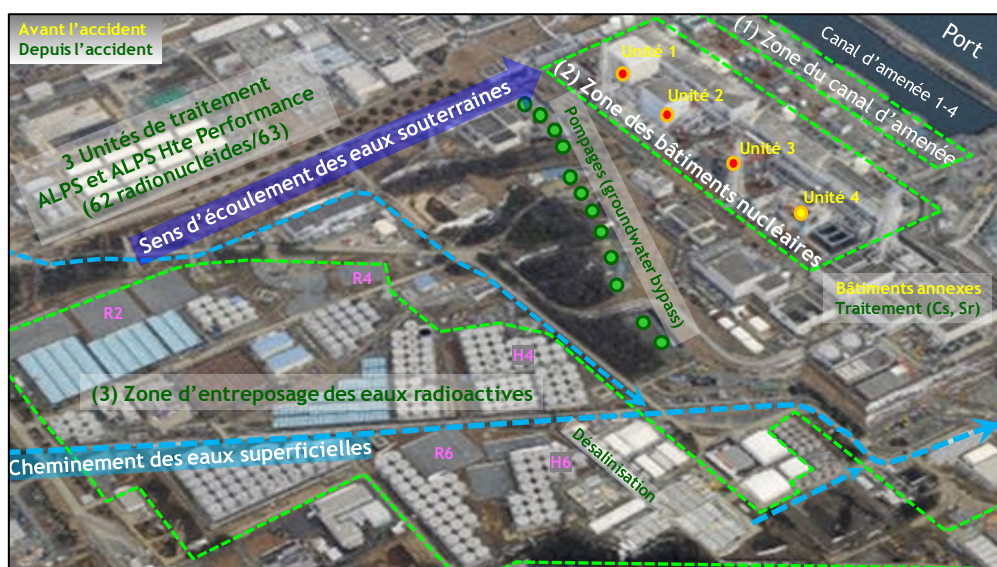 Avant l'accident
Depuis l'accident
3 Unités de traitement
ALPS et ALPS Hte Performance
(62 radionucléides/63)
Sens d'écoulement des eaux souterraines
Unité 1
Unité 2
Unité 3
Unité 4
(1) Zone du canal d'amenée
Canal d'amenée 1-4
Port
(2) Zone des bâtiments nucléaires
Pompages (groundwater bypass)
Bâtiments annexes
Traitement (Cs, Sr)
R2
R4
H4
(3) Zone d'entreposage des eaux radioactives
Cheminement des eaux superficielles
R6
H6
Désalinisation